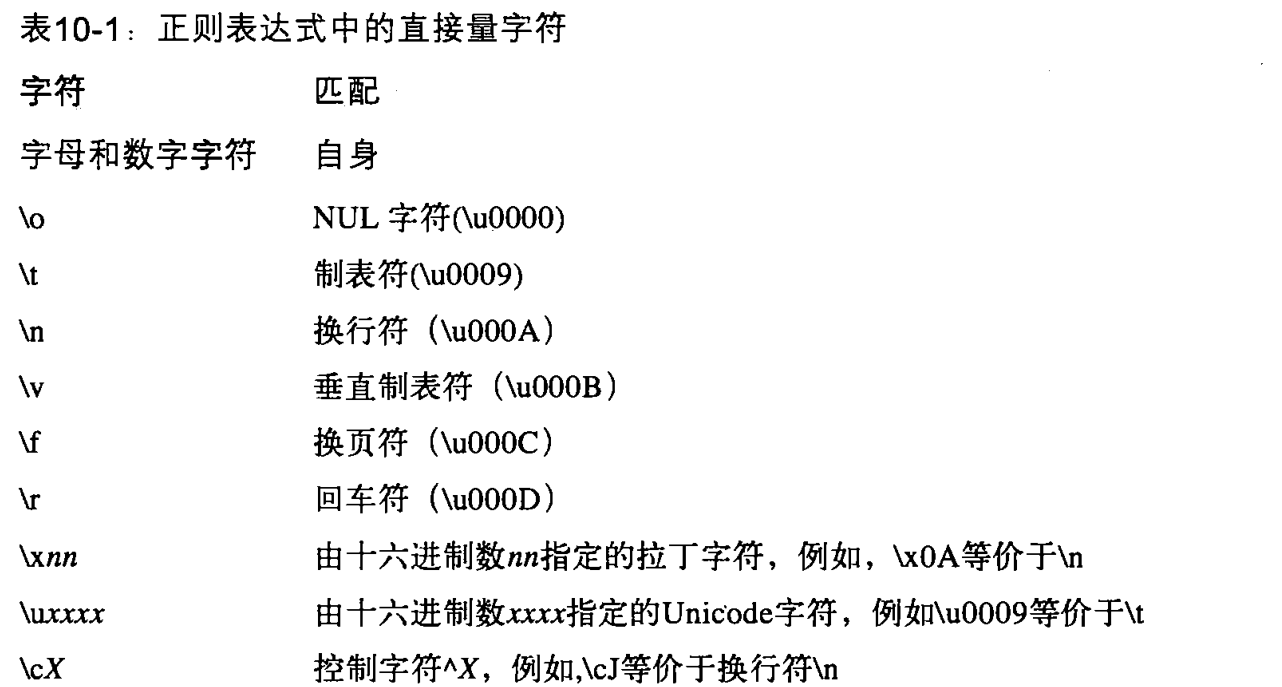 表10-1：正则表达式中的直接量字符
字符 匹配
字母和数字字符 自身
\o NUL 字符(\u0000)
\t 制表符(\u0009)
\n 换行符（\u000A）
\v 垂直制表符（\u000B）
\f 换页符（\u000C）
\r 回车符（\u000D）
\xnn 由十六进制数nn指定的拉丁字符，例如，\x0A等价于\n
\uxxxx 由十六进制数xxxx指定的Unicode字符，例如\u0009等价于\t
\cX 控制字符^X，例如,\cJ等价于换行符\n